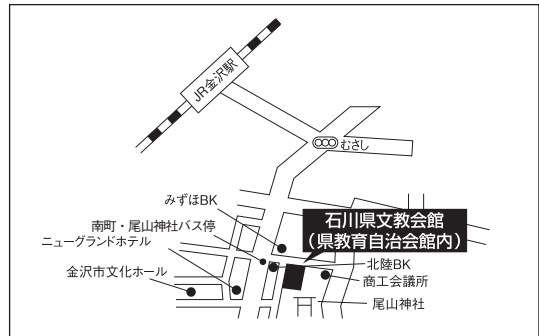 JR金沢駅
むさし
みずほBK
南町・尾山神社バス停
ニューグランドホテル
金沢市文化ホール
石川県文教会館
(県教育自治会館内)
北陸BK
商工会議所
尾山神社